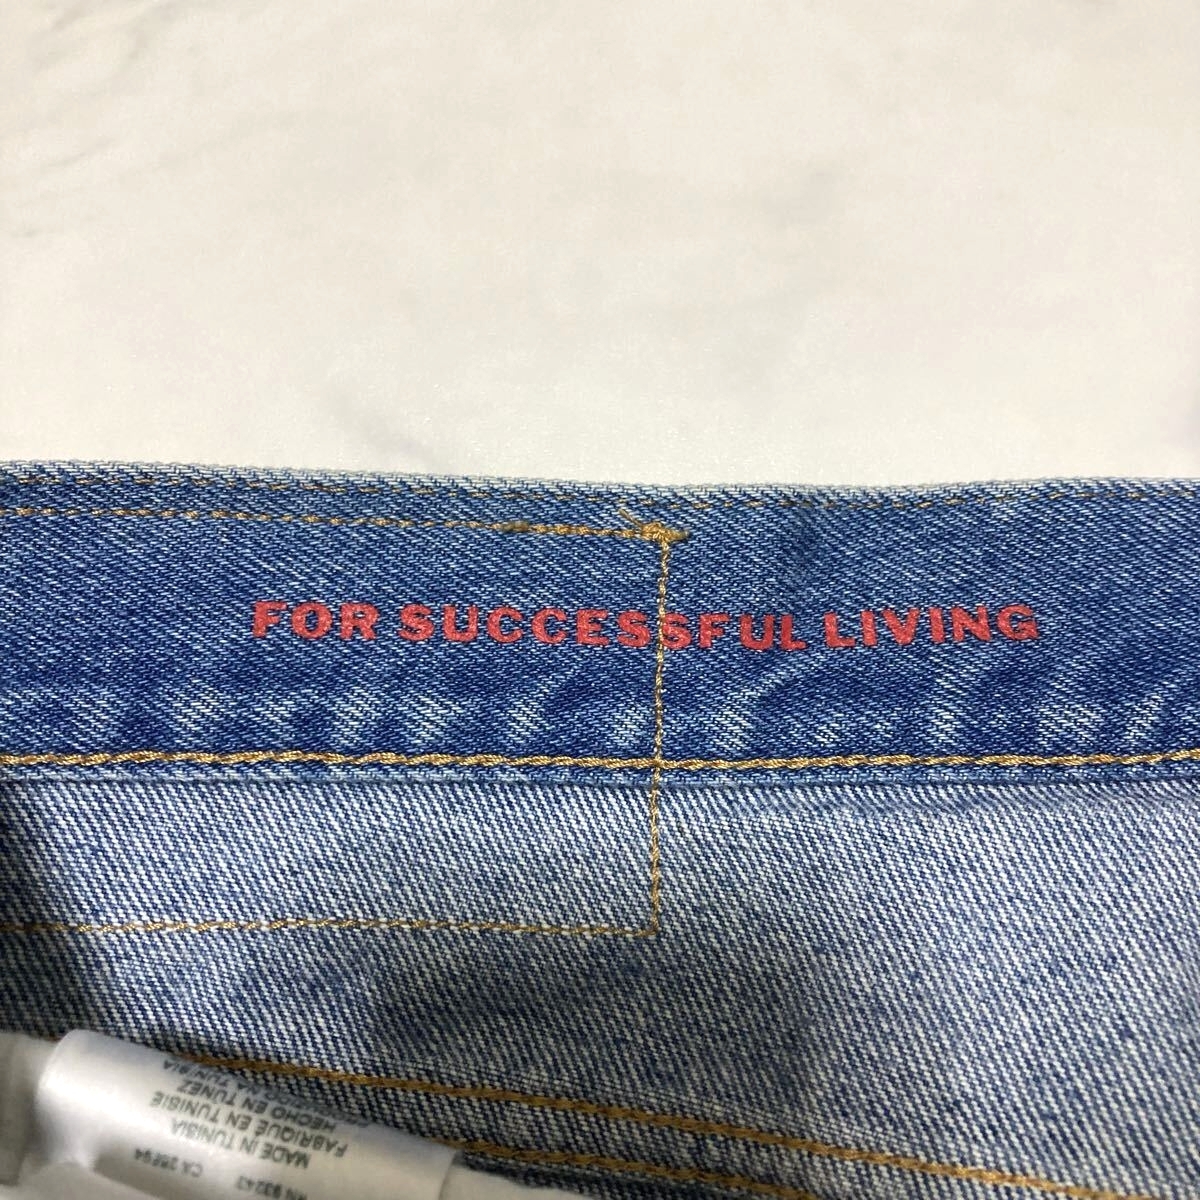 FOR SUCCESSFUL LIVING
HECHO EN TUNEZ
FABRIQUE EN TUNISIE
MADE IN TUNISIA